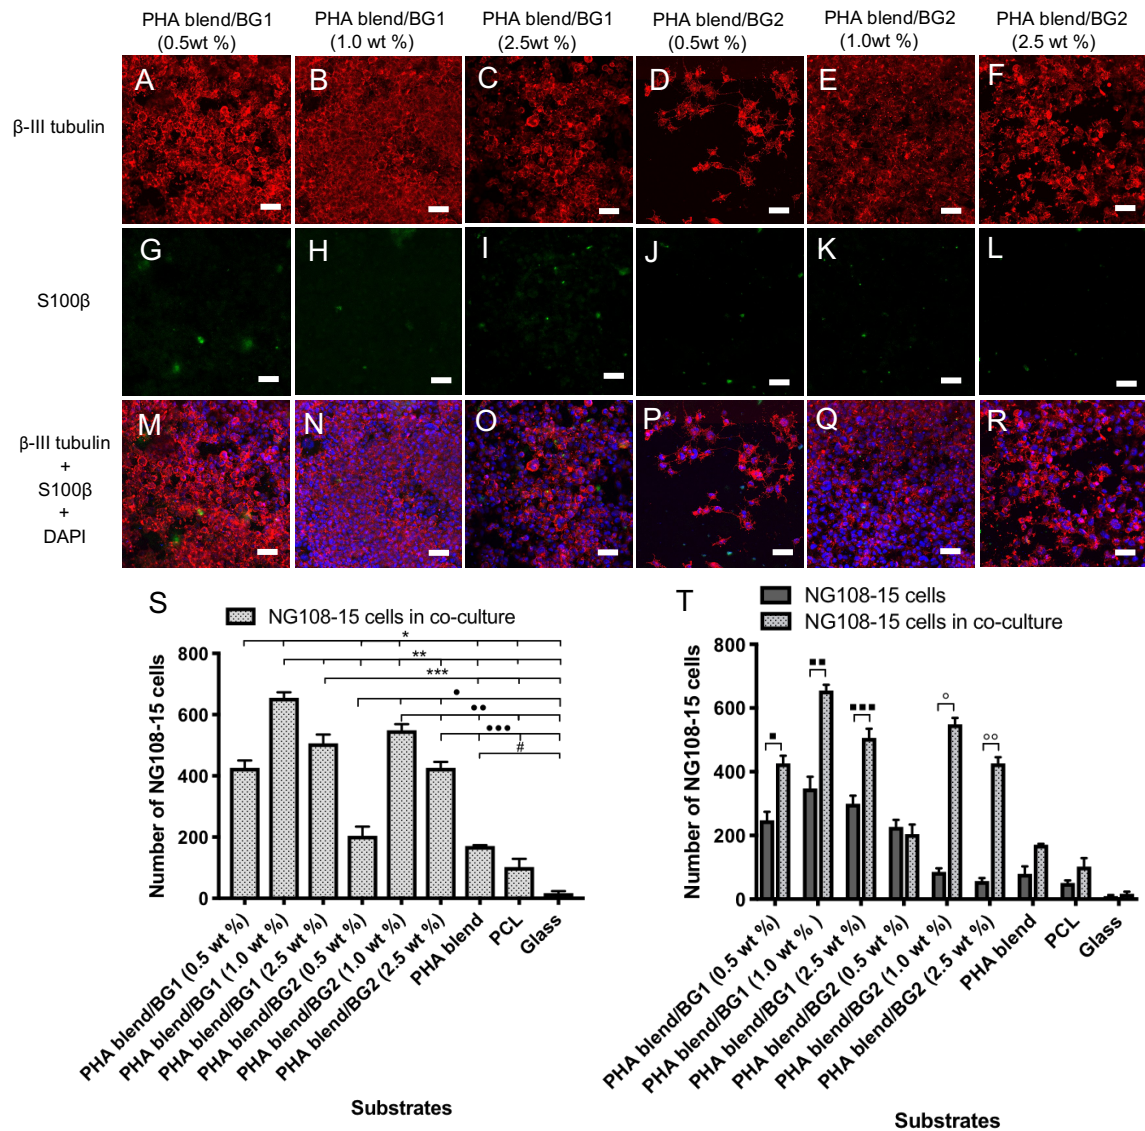 PHA blend/BG1 PHA blend/BG1 PHA blend/BG1 PHA blend/BG2 PHA blend/BG2 PHA blend/BG2
(0.5wt %) (1.0 wt %) (2.5wt %) (0.5wt %) (1.0wt %) (2.5 wt %)
A B C D E F
β-III tubulin
G H I J K L
S100β
M N O P Q R
β-III tubulin
+
S100β
+
DAPI
S
NG108-15 cells in co-culture
*
**
***
•
••
•••
#
Number of NG108-15 cells
800
600
400
200
0
PHA blend/BG1 (0.5 wt %)
PHA blend/BG1 (1.0 wt %)
PHA blend/BG1 (2.5 wt %)
PHA blend/BG2 (0.5 wt %)
PHA blend/BG2 (1.0 wt %)
PHA blend/BG2 (2.5 wt %)
PHA blend
PCL
Glass
Substrates
T
NG108-15 cells
NG108-15 cells in co-culture
■
■■
■■■
○
○○
Number of NG108-15 cells
800
600
400
200
0
PHA blend/BG1 (0.5 wt %)
PHA blend/BG1 (1.0 wt % )
PHA blend/BG1 (2.5 wt %)
PHA blend/BG2 (0.5 wt %)
PHA blend/BG2 (1.0 wt %)
PHA blend/BG2 (2.5 wt %)
PHA blend
PCL
Glass
Substrates